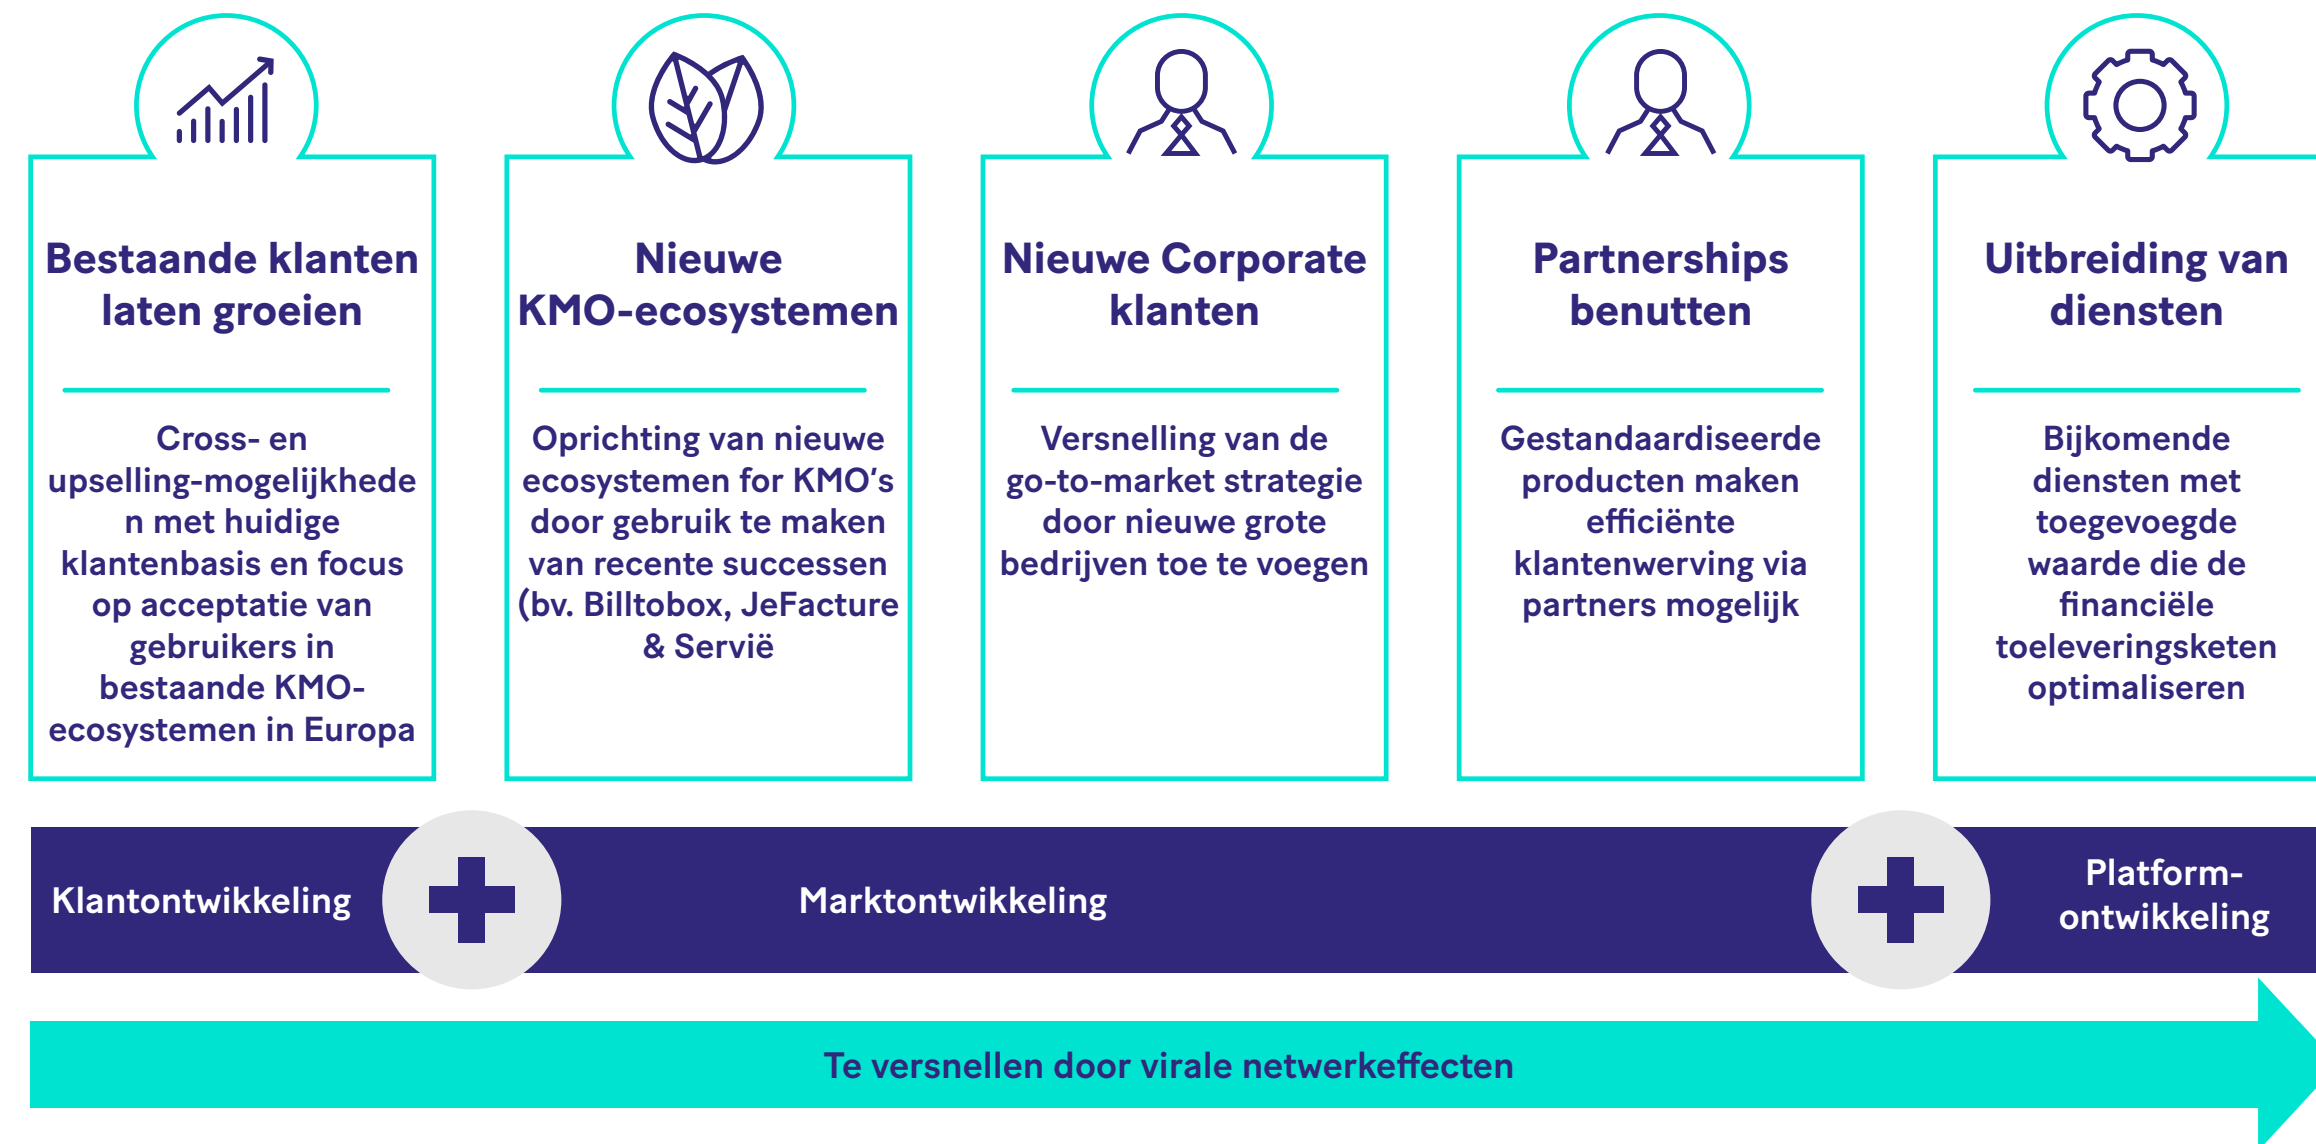 Bestaande klanten
laten groeien
Cross- en
upselling-mogelijkhede
n met huidige
klantenbasis en focus
op acceptatie van
gebruikers in
bestaande KMO-
ecosystemen in Europa
Nieuwe
KMO-ecosystemen
Oprichting van nieuwe
ecosystemen for KMO's
door gebruik te maken
van recente successen
(bv. Billtobox, JeFacture
& Servië
Nieuwe Corporate
klanten
Versnelling van de
go-to-market strategie
door nieuwe grote
bedrijven toe te voegen
Partnerships
benutten
Gestandaardiseerde
producten maken
efficiënte
klantenwerving via
partners mogelijk
Uitbreiding van
diensten
Bijkomende
diensten met
toegevoegde
waarde die de
financiële
toeleveringsketen
optimaliseren
Klantontwikkeling
Marktontwikkeling
Platform-
ontwikkeling
Te versnellen door virale netwerkeffecten